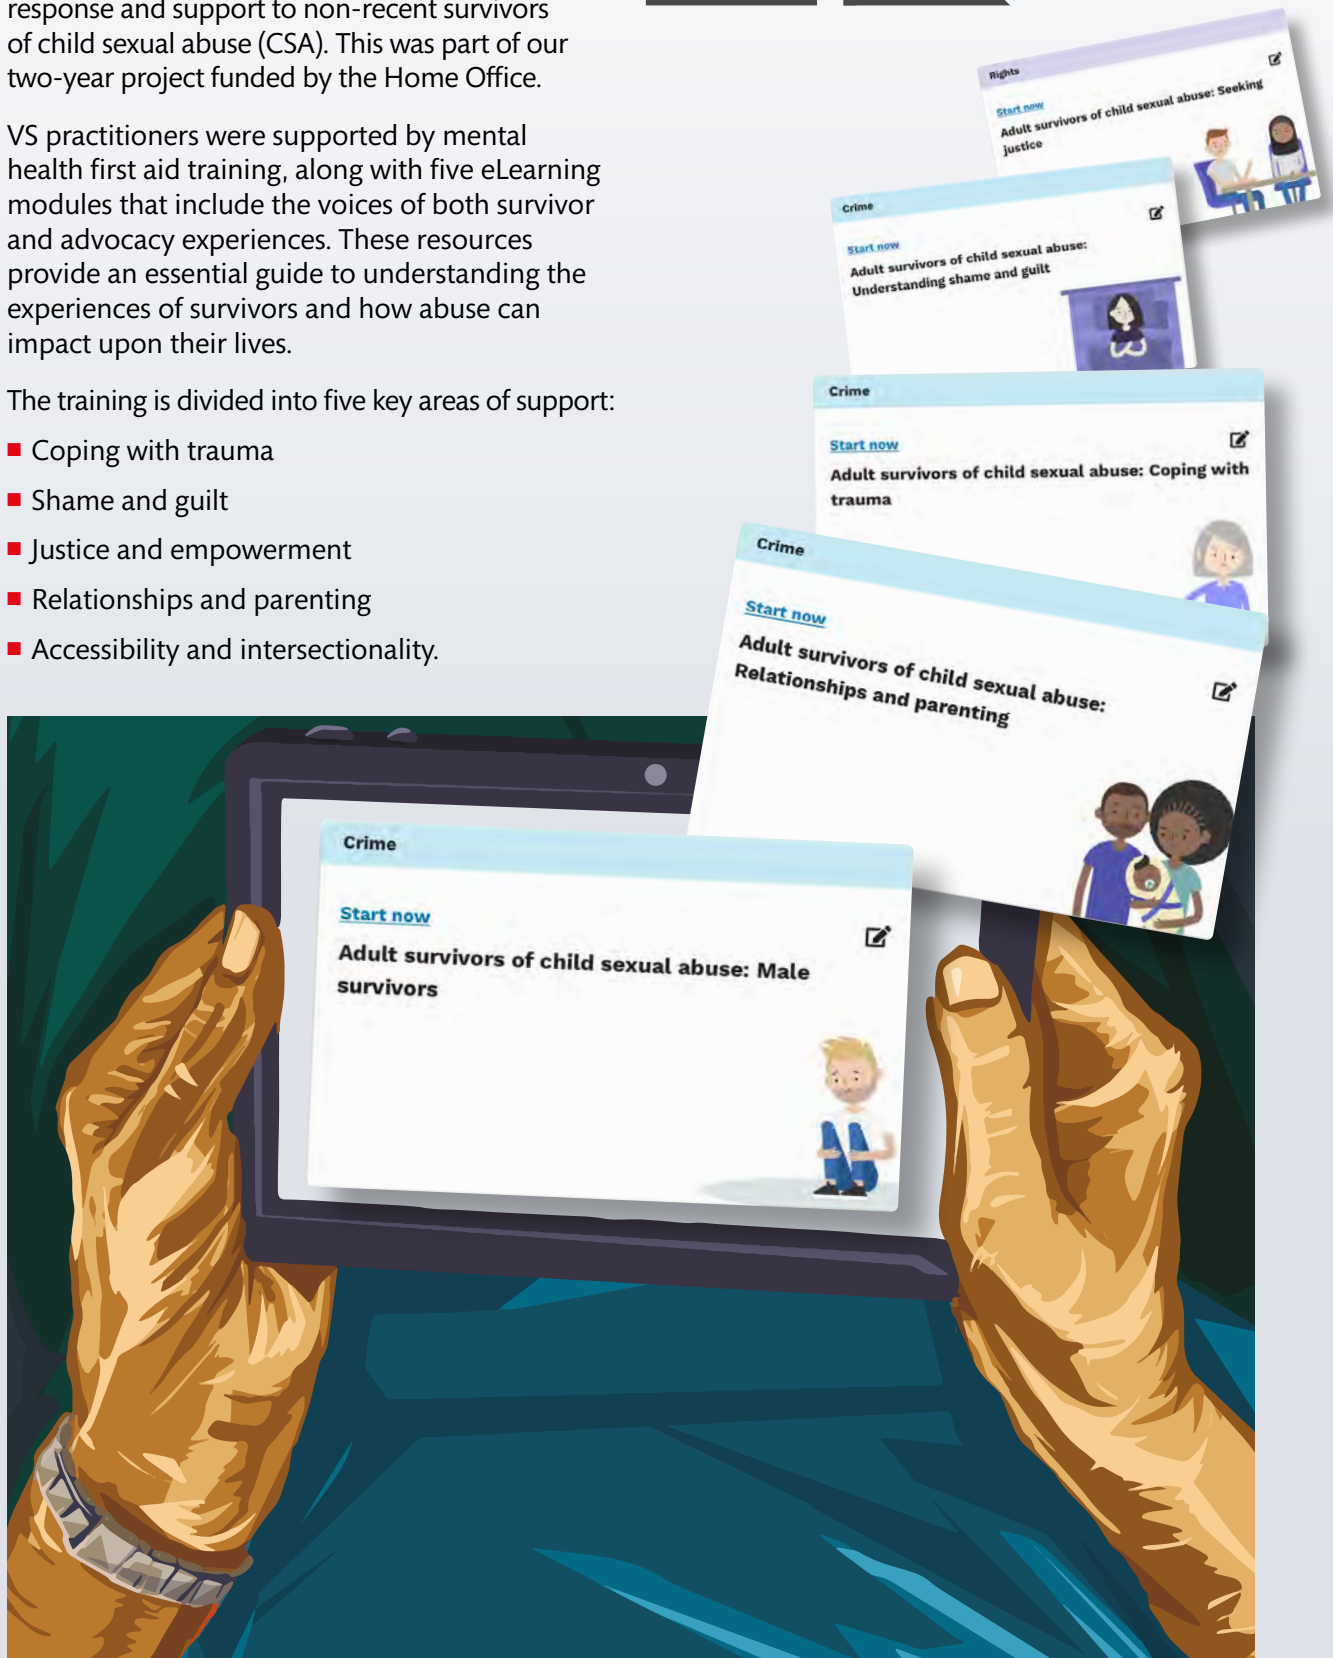 response and support to non-recent survivors
of child sexual abuse (CSA). This was part of our
two-year project funded by the Home Office.
VS practitioners were supported by mental
health first aid training, along with five eLearning
modules that include the voices of both survivor
and advocacy experiences. These resources
provide an essential guide to understanding the
experiences of survivors and how abuse can
impact upon their lives.
The training is divided into five key areas of support:
Coping with trauma
Shame and guilt
Justice and empowerment
Relationships and parenting
Accessibility and intersectionality.
Rights
Start now
Adult survivors of child sexual abuse: Seeking
justice
Crime
Start now
Adult survivors of child sexual abuse:
Understanding shame and guilt
Crime
Start now
Adult survivors of child sexual abuse: Coping with
trauma
Crime
Start now
Adult survivors of child sexual abuse:
Relationships and parenting
Crime
Start now
Adult survivors of child sexual abuse: Male
survivors